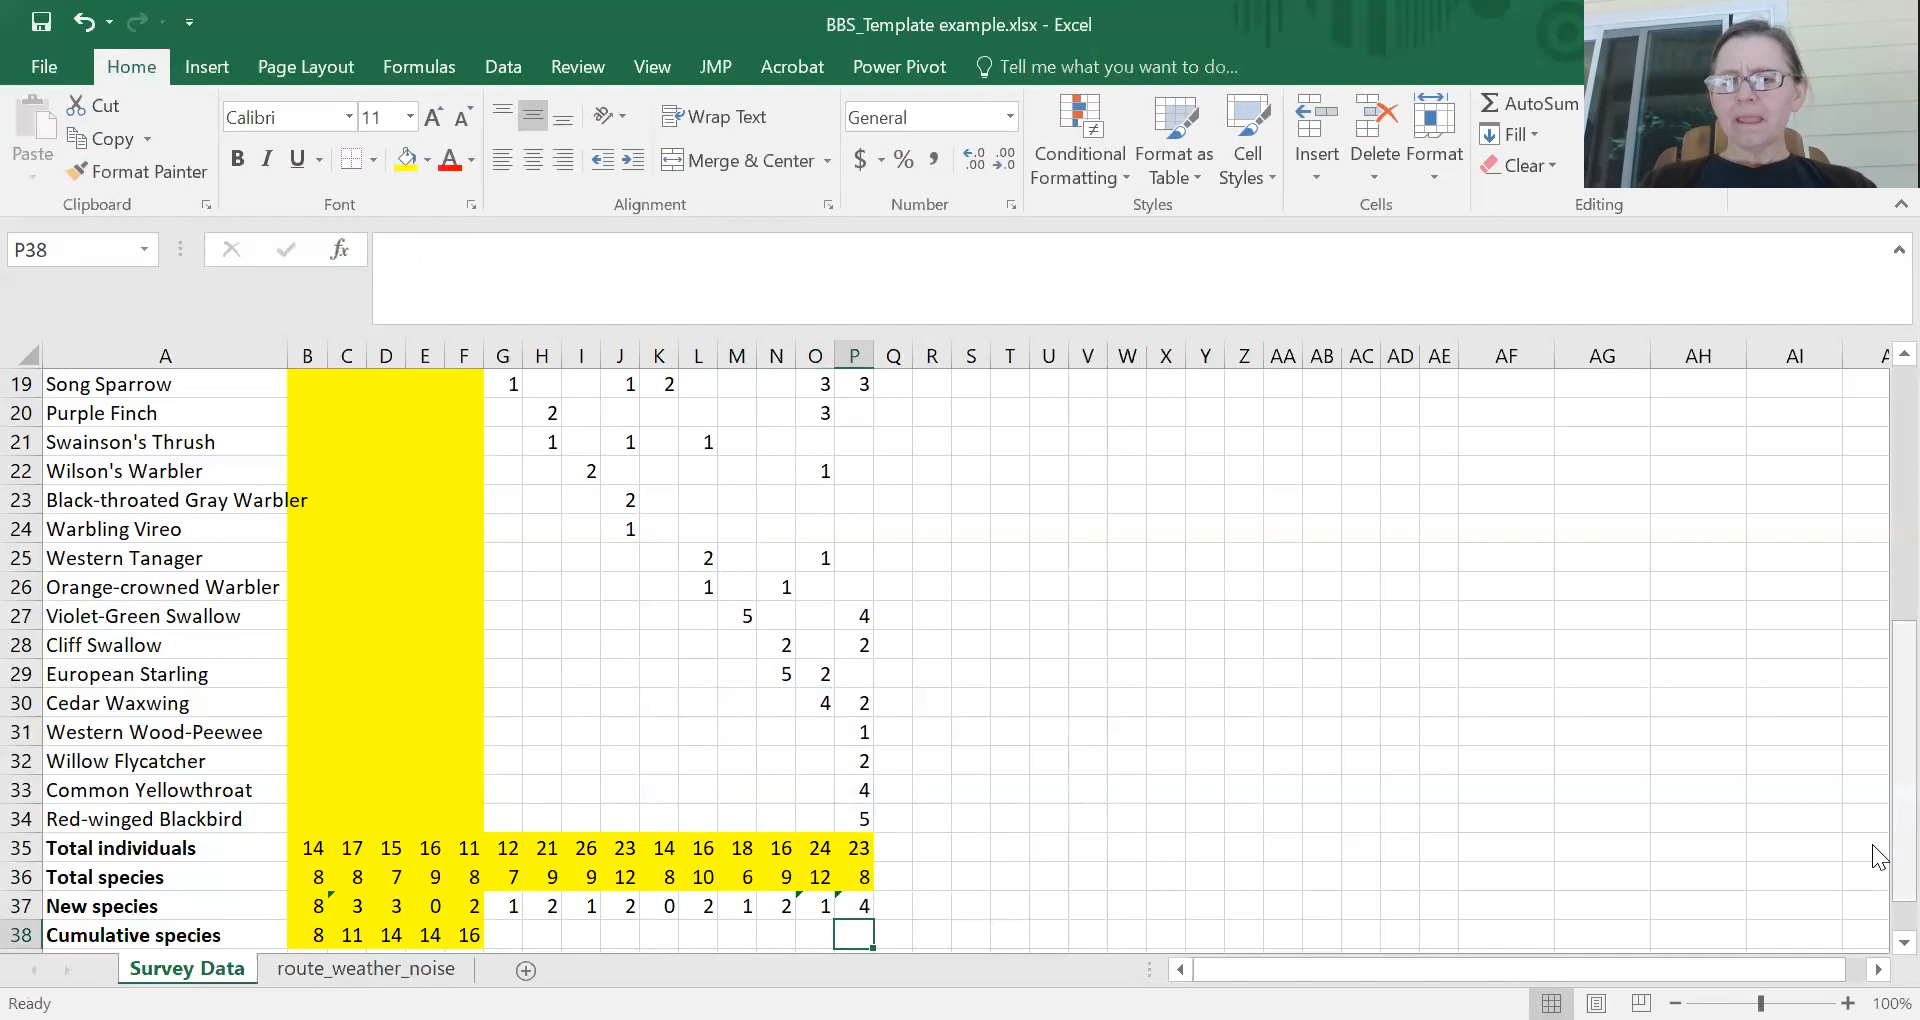 BBS_Template example.xlsx - Excel
File Home Insert Page Layout Formulas Data Review View JMP Acrobat Power Pivot Tell me what you want to do...
Paste Cut Copy Format Painter
Calibri 11 A A B I U A
Wrap Text
Merge & Center
General
$ % , ←.0 .00 .00 →.0
Conditional Formatting Format as Table Cell Styles
Insert Delete Format
AutoSum
Fill
Clear
Clipboard Font Alignment Number Styles Cells Editing
P38 fx
A B C D E F G H I J K L M N O P Q R S T U V W X Y Z AA AB AC AD AE AF AG AH AI
19 Song Sparrow 1 1 2 3 3
20 Purple Finch 2 3
21 Swainson's Thrush 1 1 1
22 Wilson's Warbler 2 1
23 Black-throated Gray Warbler 2
24 Warbling Vireo 1
25 Western Tanager 2 1
26 Orange-crowned Warbler 1 1
27 Violet-Green Swallow 5 4
28 Cliff Swallow 2 2
29 European Starling 5 2
30 Cedar Waxwing 4 2
31 Western Wood-Peewee 1
32 Willow Flycatcher 2
33 Common Yellowthroat 4
34 Red-winged Blackbird 5
35 Total individuals 14 17 15 16 11 12 21 26 23 14 16 18 16 24 23
36 Total species 8 8 7 9 8 7 9 9 12 8 10 6 9 12 8
37 New species 8 3 3 0 2 1 2 1 2 0 2 1 2 1 4
38 Cumulative species 8 11 14 14 16
Survey Data route_weather_noise
Ready 100%